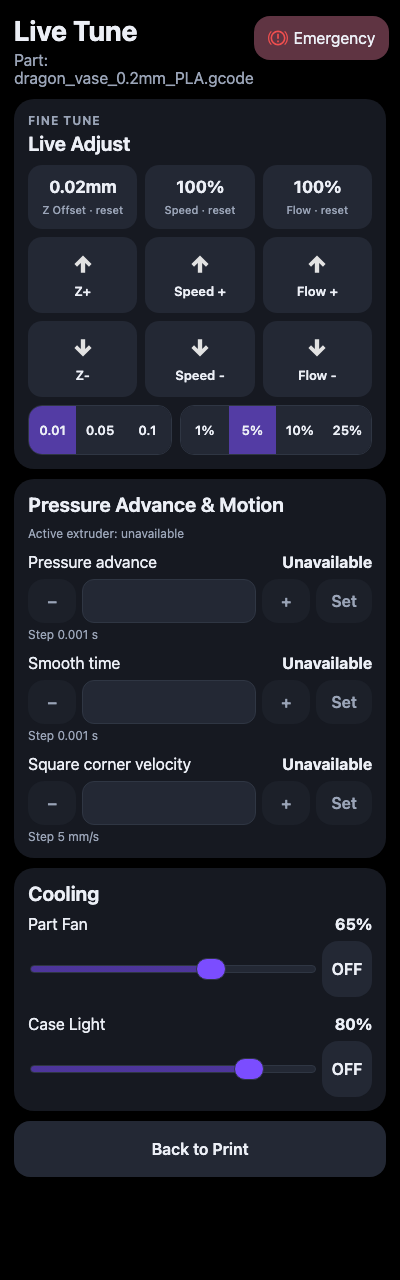 Live Tune
Emergency
Part:
dragon_vase_0.2mm_PLA.gcode
FINE TUNE
Live Adjust
0.02mm
Z Offset · reset
100%
Speed · reset
100%
Flow · reset
Z+
Speed +
Flow +
Z-
Speed -
Flow -
0.01 0.05 0.1 1% 5% 10% 25%
Pressure Advance & Motion
Active extruder: unavailable
Pressure advance Unavailable
− + Set
Step 0.001 s
Smooth time Unavailable
− + Set
Step 0.001 s
Square corner velocity Unavailable
− + Set
Step 5 mm/s
Cooling
Part Fan 65%
OFF
Case Light 80%
OFF
Back to Print